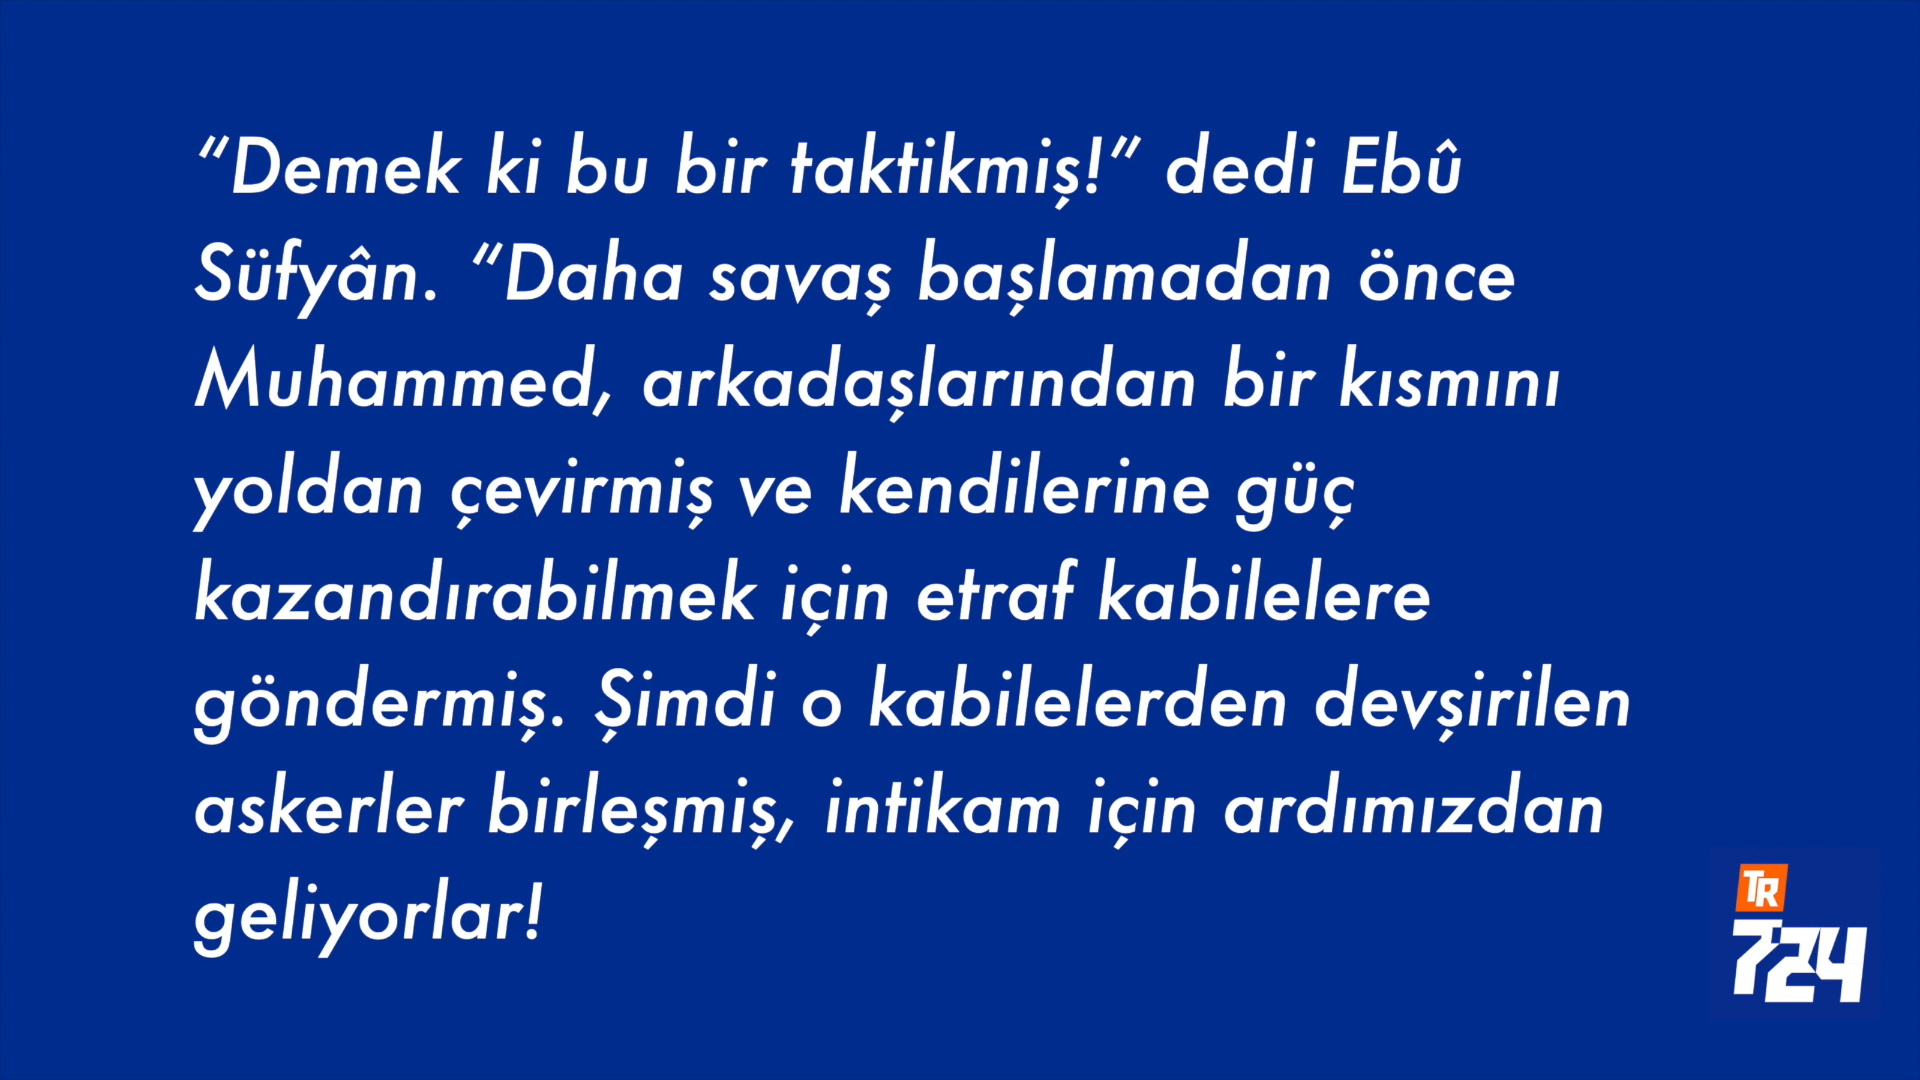 “Demek ki bu bir taktikmiş!” dedi Ebû
Süfyân. “Daha savaş başlamadan önce
Muhammed, arkadaşlarından bir kısmını
yoldan çevirmiş ve kendilerine güç
kazandırabilmek için etraf kabilelere
göndermiş. Şimdi o kabilelerden devşirilen
askerler birleşmiş, intikam için ardımızdan
geliyorlar!
TR
724